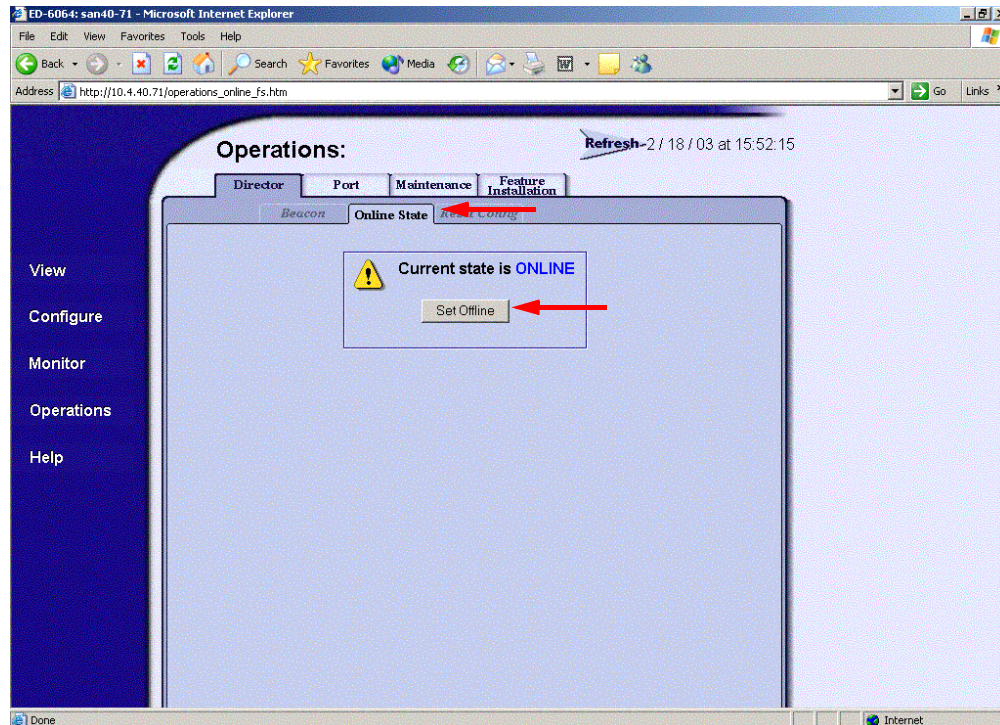 ED-6064: san40-71 - Microsoft Internet Explorer
File Edit View Favorites Tools Help
Back Search Favorites Media
Address http://10.4.40.71/operations_online_fs.htm Go Links
Operations:
Refresh-2 / 18 / 03 at 15:52:15
Director Port Maintenance Feature Installation
Beacon Online State Reset Config
Current state is ONLINE
Set Offline
View
Configure
Monitor
Operations
Help
Done Internet